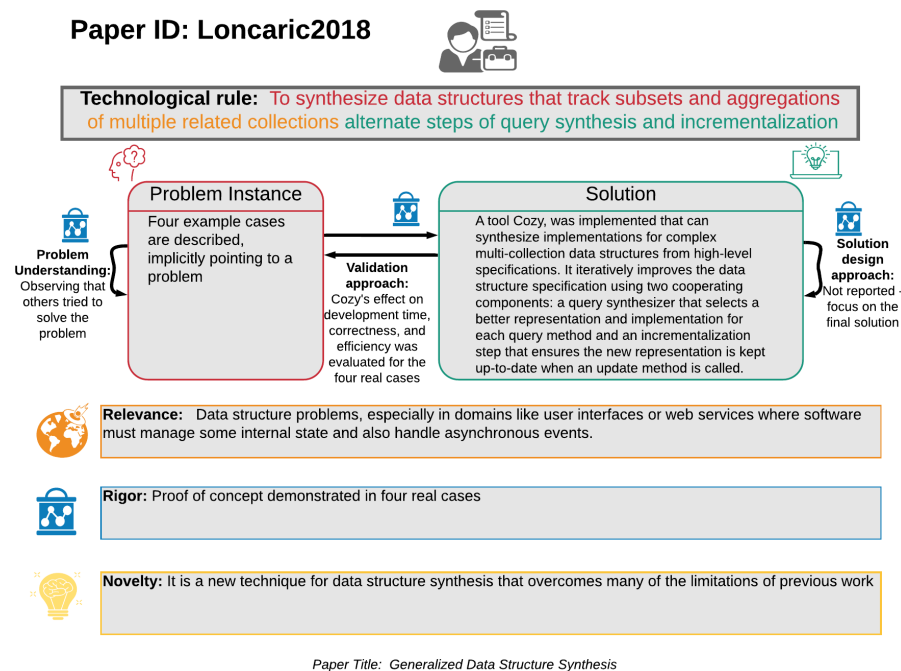 Paper ID: Loncaric2018
Technological rule: To synthesize data structures that track subsets and aggregations
of multiple related collections alternate steps of query synthesis and incrementalization
Problem Instance
Four example cases
are described,
implicitly pointing to a
problem
Problem
Understanding:
Observing that
others tried to
solve the
problem
Validation
approach:
Cozy's effect on
development time,
correctness, and
efficiency was
evaluated for the
four real cases
Solution
A tool Cozy, was implemented that can
synthesize implementations for complex
multi-collection data structures from high-level
specifications. It iteratively improves the data
structure specification using two cooperating
components: a query synthesizer that selects a
better representation and implementation for
each query method and an incrementalization
step that ensures the new representation is kept
up-to-date when an update method is called.
Solution
design
approach:
Not reported -
focus on the
final solution
Relevance: Data structure problems, especially in domains like user interfaces or web services where software
must manage some internal state and also handle asynchronous events.
Rigor: Proof of concept demonstrated in four real cases
Novelty: It is a new technique for data structure synthesis that overcomes many of the limitations of previous work
Paper Title: Generalized Data Structure Synthesis